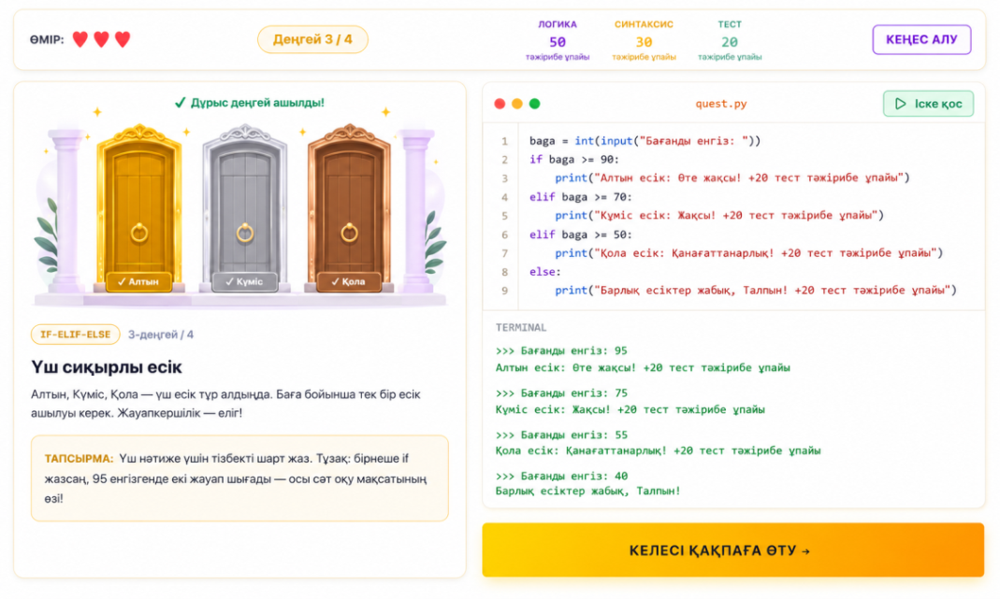 ӨМІР:
Деңгей 3 / 4
ЛОГИКА
50
тәжірибе ұпайы
СИНТАКСИС
30
тәжірибе ұпайы
ТЕСТ
20
тәжірибе ұпайы
КЕҢЕС АЛУ
✓ Дұрыс деңгей ашылды!
✓ Алтын
✓ Күміс
✓ Қола
IF-ELIF-ELSE
3-деңгей / 4
Үш сиқырлы есік
Алтын, Күміс, Қола — үш есік тұр алдыңда. Баға бойынша тек бір есік
ашылуы керек. Жауапкершілік — еліг!
ТАПСЫРМА: Үш нәтиже үшін тізбекті шарт жаз. Тұзақ: бірнеше if
жазсаң, 95 енгізгенде екі жауап шығады — осы сәт оқу мақсатының
өзі!
quest.py
Іске қос
1 baga = int(input("Бағанды енгіз: "))
2 if baga >= 90:
3     print("Алтын есік: Өте жақсы! +20 тест тәжірибе ұпайы")
4 elif baga >= 70:
5     print("Күміс есік: Жақсы! +20 тест тәжірибе ұпайы")
6 elif baga >= 50:
7     print("Қола есік: Қанағаттанарлық! +20 тест тәжірибе ұпайы")
8 else:
9     print("Барлық есіктер жабық, Талпын! +20 тест тәжірибе ұпайы")
TERMINAL
>>> Бағанды енгіз: 95
Алтын есік: Өте жақсы! +20 тест тәжірибе ұпайы
>>> Бағанды енгіз: 75
Күміс есік: Жақсы! +20 тест тәжірибе ұпайы
>>> Бағанды енгіз: 55
Қола есік: Қанағаттанарлық! +20 тест тәжірибе ұпайы
>>> Бағанды енгіз: 40
Барлық есіктер жабық, Талпын!
КЕЛЕСІ ҚАҚПАҒА ӨТУ →